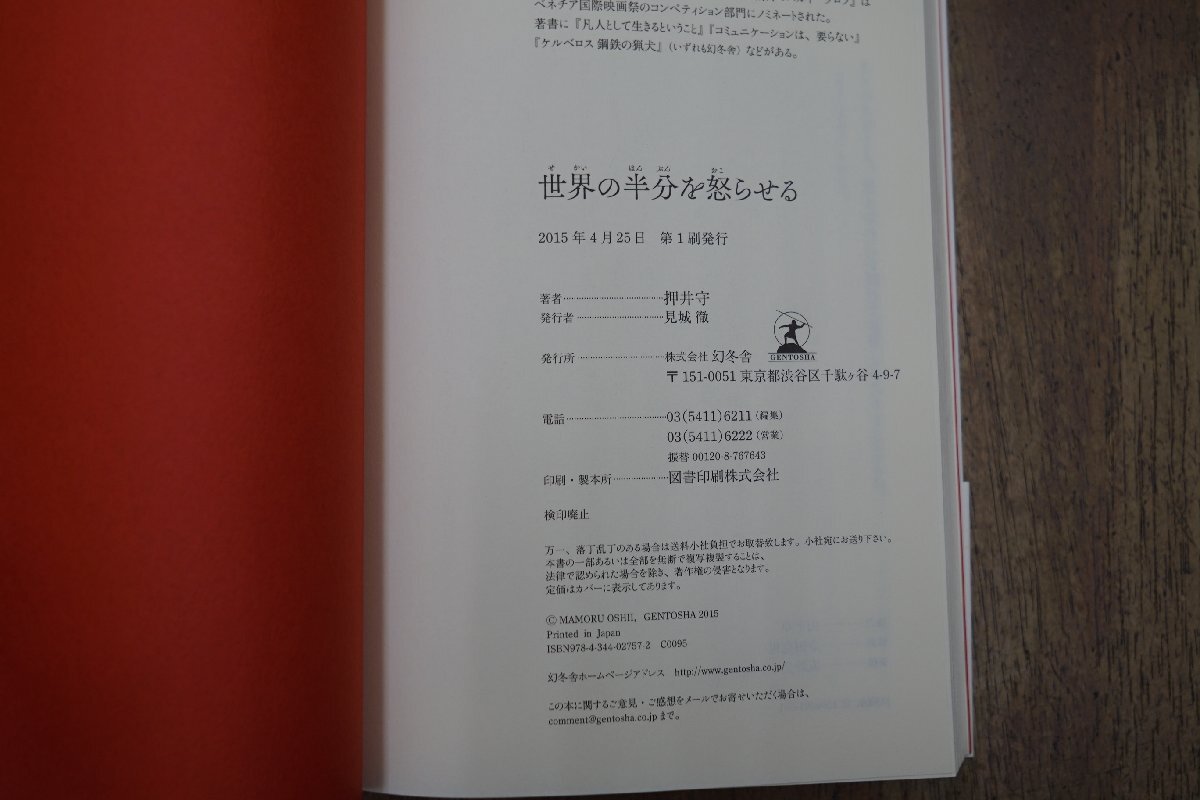 ベネチア国際映画祭のコンペティション部門にノミネートされた。
著書に『凡人として生きるということ』『コミュニケーションは、要らない』
『ケルベロス 鋼鉄の猟犬』（いずれも幻冬舎）などがある。
せかい はんぶん おこ
世界の半分を怒らせる
2015年4月25日 第1刷発行
著者 押井守
発行者 見城 徹
発行所 株式会社 幻冬舎
GENTOSHA
〒151-0051 東京都渋谷区千駄ヶ谷 4-9-7
電話 03(5411)6211（編集）
03(5411)6222（営業）
振替 00120-8-767643
印刷・製本所 図書印刷株式会社
検印廃止
万一、落丁乱丁のある場合は送料小社負担でお取替致します。小社宛にお送り下さい。
本書の一部あるいは全部を無断で複写複製することは、
法律で認められた場合を除き、著作権の侵害となります。
定価はカバーに表示してあります。
© MAMORU OSHII, GENTOSHA 2015
Printed in Japan
ISBN978-4-344-02757-2 C0095
幻冬舎ホームページアドレス http://www.gentosha.co.jp/
この本に関するご意見・ご感想をメールでお寄せいただく場合は、
comment@gentosha.co.jpまで。